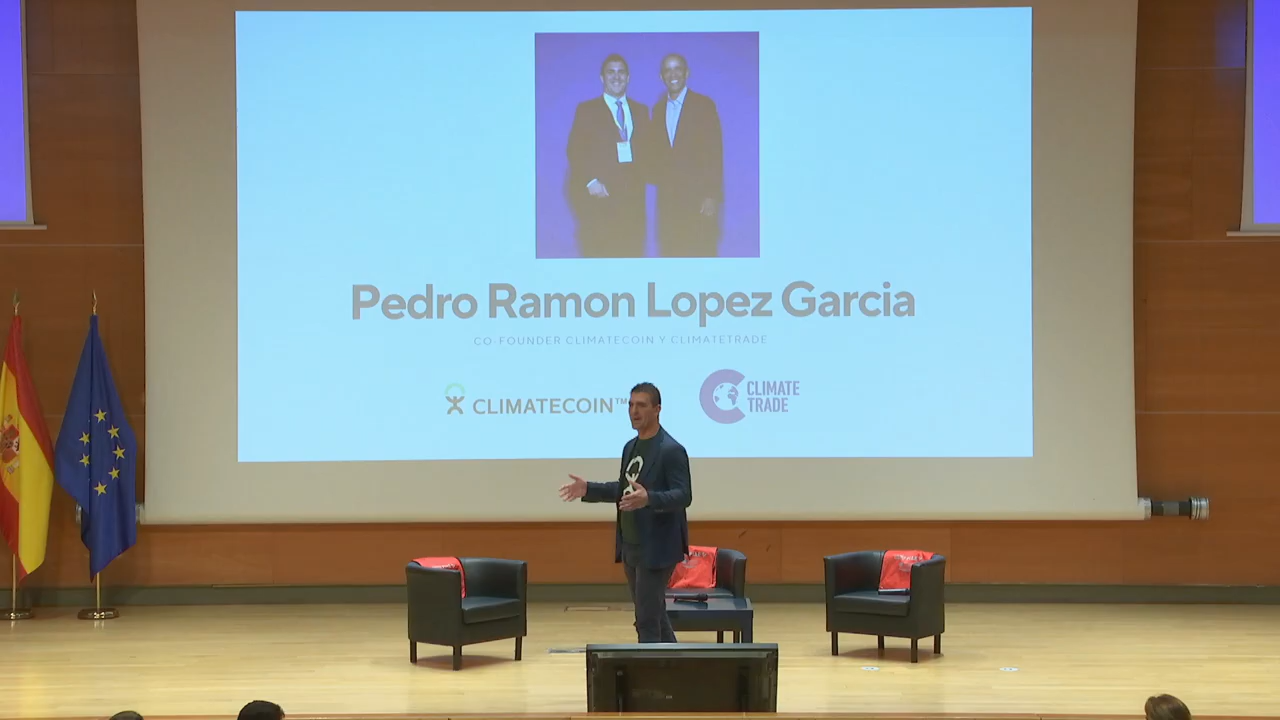 Pedro Ramon Lopez Garcia
CO-FOUNDER CLIMATECOIN Y CLIMATETRADE
CLIMATECOIN™
CLIMATE
TRADE